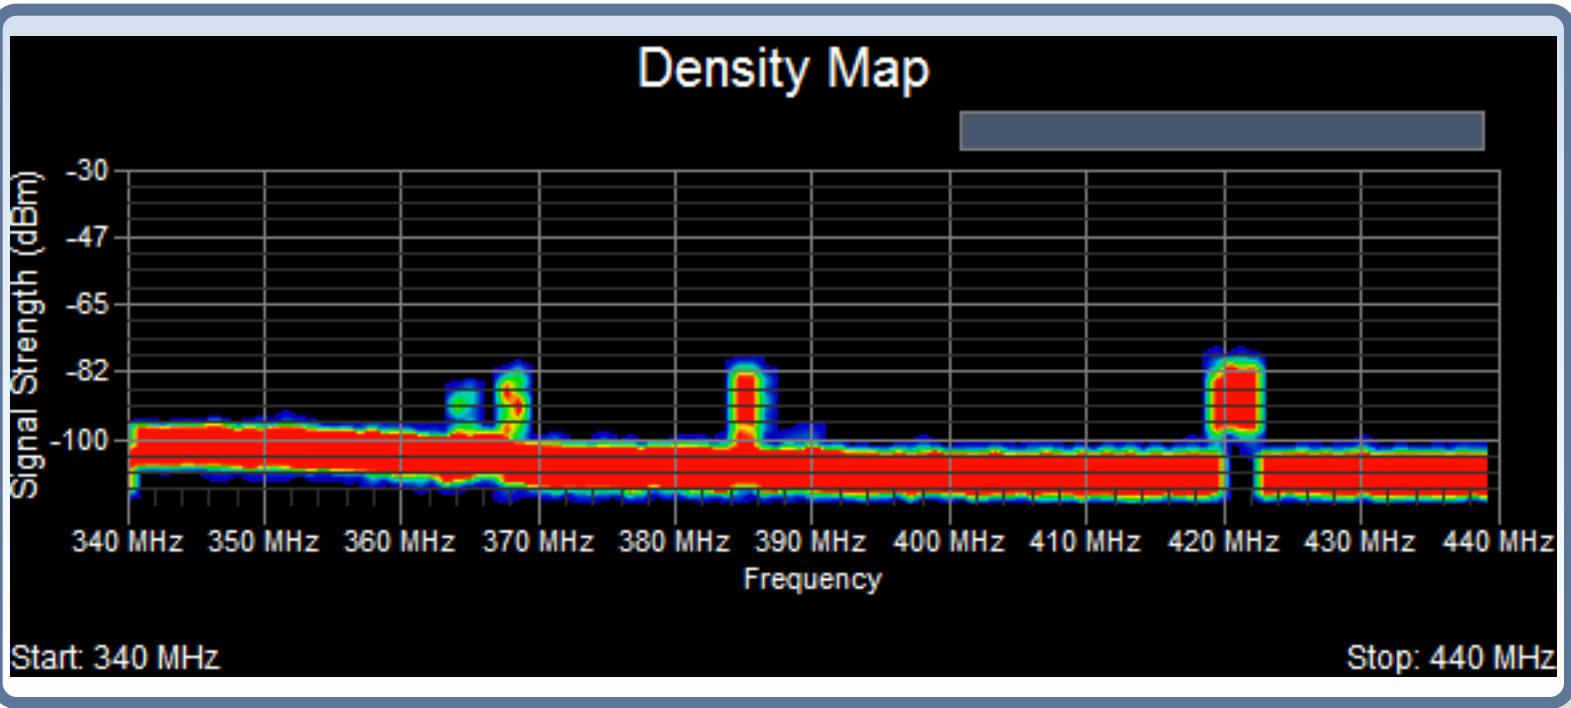 Density Map
Signal Strength (dBm)
-30
-47
-65
-82
-100
340 MHz 350 MHz 360 MHz 370 MHz 380 MHz 390 MHz 400 MHz 410 MHz 420 MHz 430 MHz 440 MHz
Frequency
Start: 340 MHz
Stop: 440 MHz